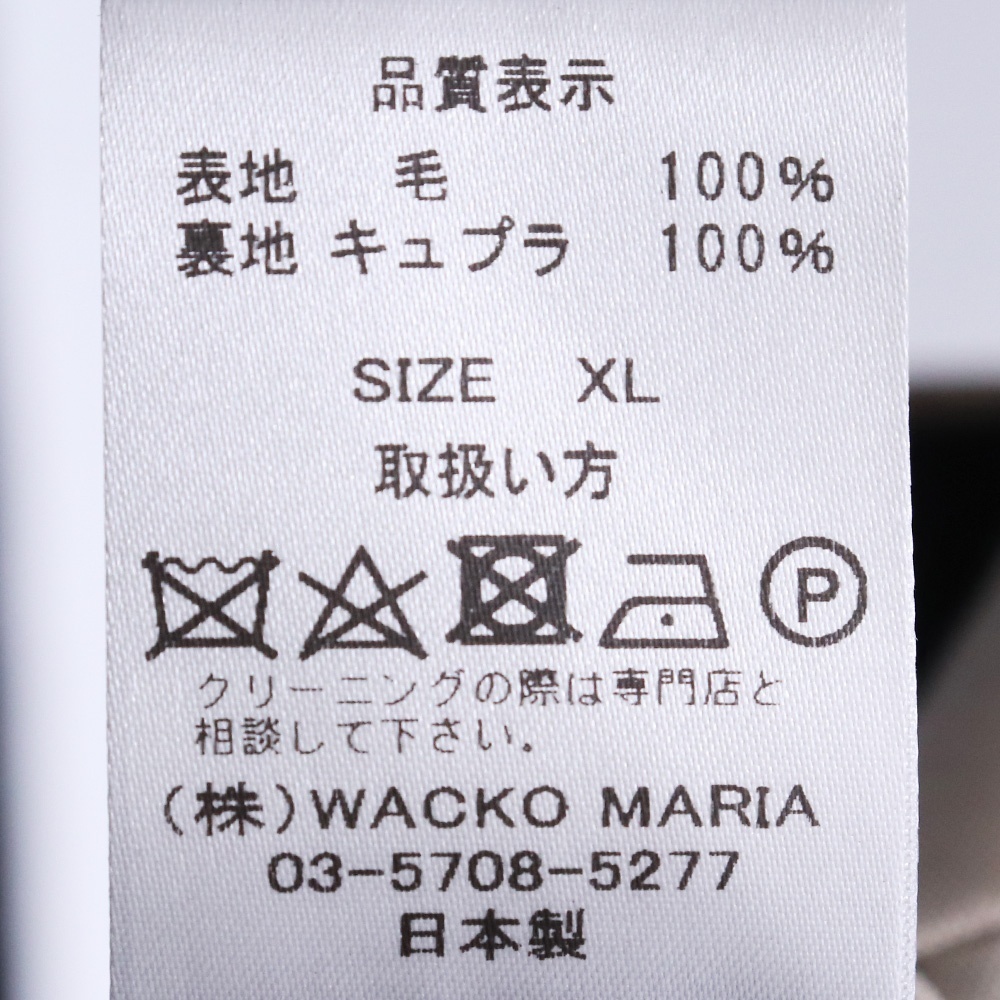 品質表示
表地 毛 100%
裏地 キュプラ 100%
SIZE XL
取扱い方
P
クリーニングの際は専門店と
相談して下さい。
(株)WACKO MARIA
03-5708-5277
日本製